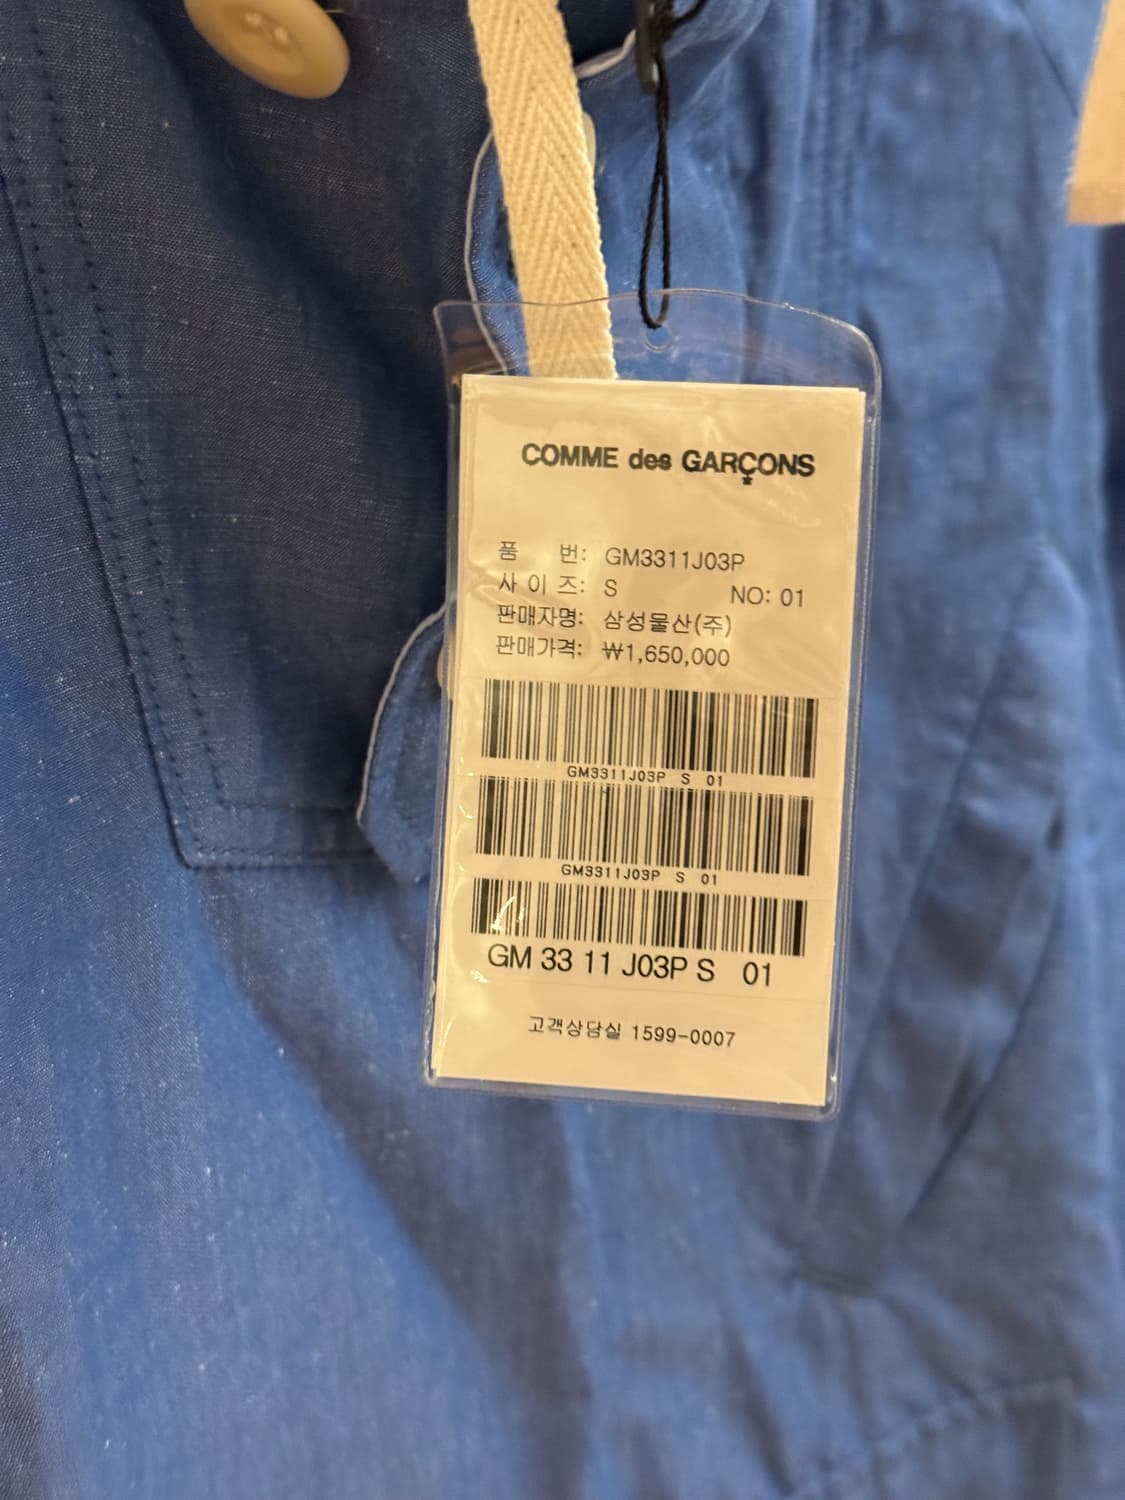 COMME des GARÇONS
품 번: GM3311J03P
사 이 즈: S NO: 01
판매자명: 삼성물산(주)
판매가격: ₩1,650,000
GM3311J03P S 01
GM3311J03P S 01
GM 33 11 J03P S 01
고객상담실 1599-0007